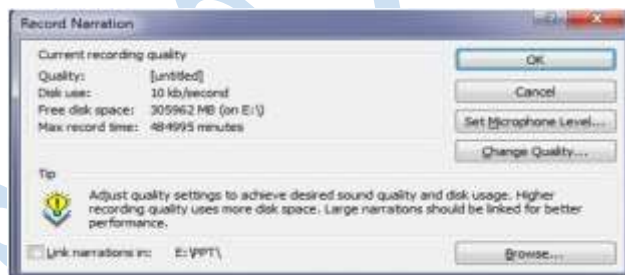 Record Narration
Current recording quality
Quality: [untitled]
Disk use: 10 kb/second
Free disk space: 305962 MB (on E:\)
Max record time: 484995 minutes
OK
Cancel
Set Microphone Level...
Change Quality...
Tip
Adjust quality settings to achieve desired sound quality and disk usage. Higher
recording quality uses more disk space. Large narrations should be linked for better
performance.
Link narrations in: E:\PPT\
Browse...